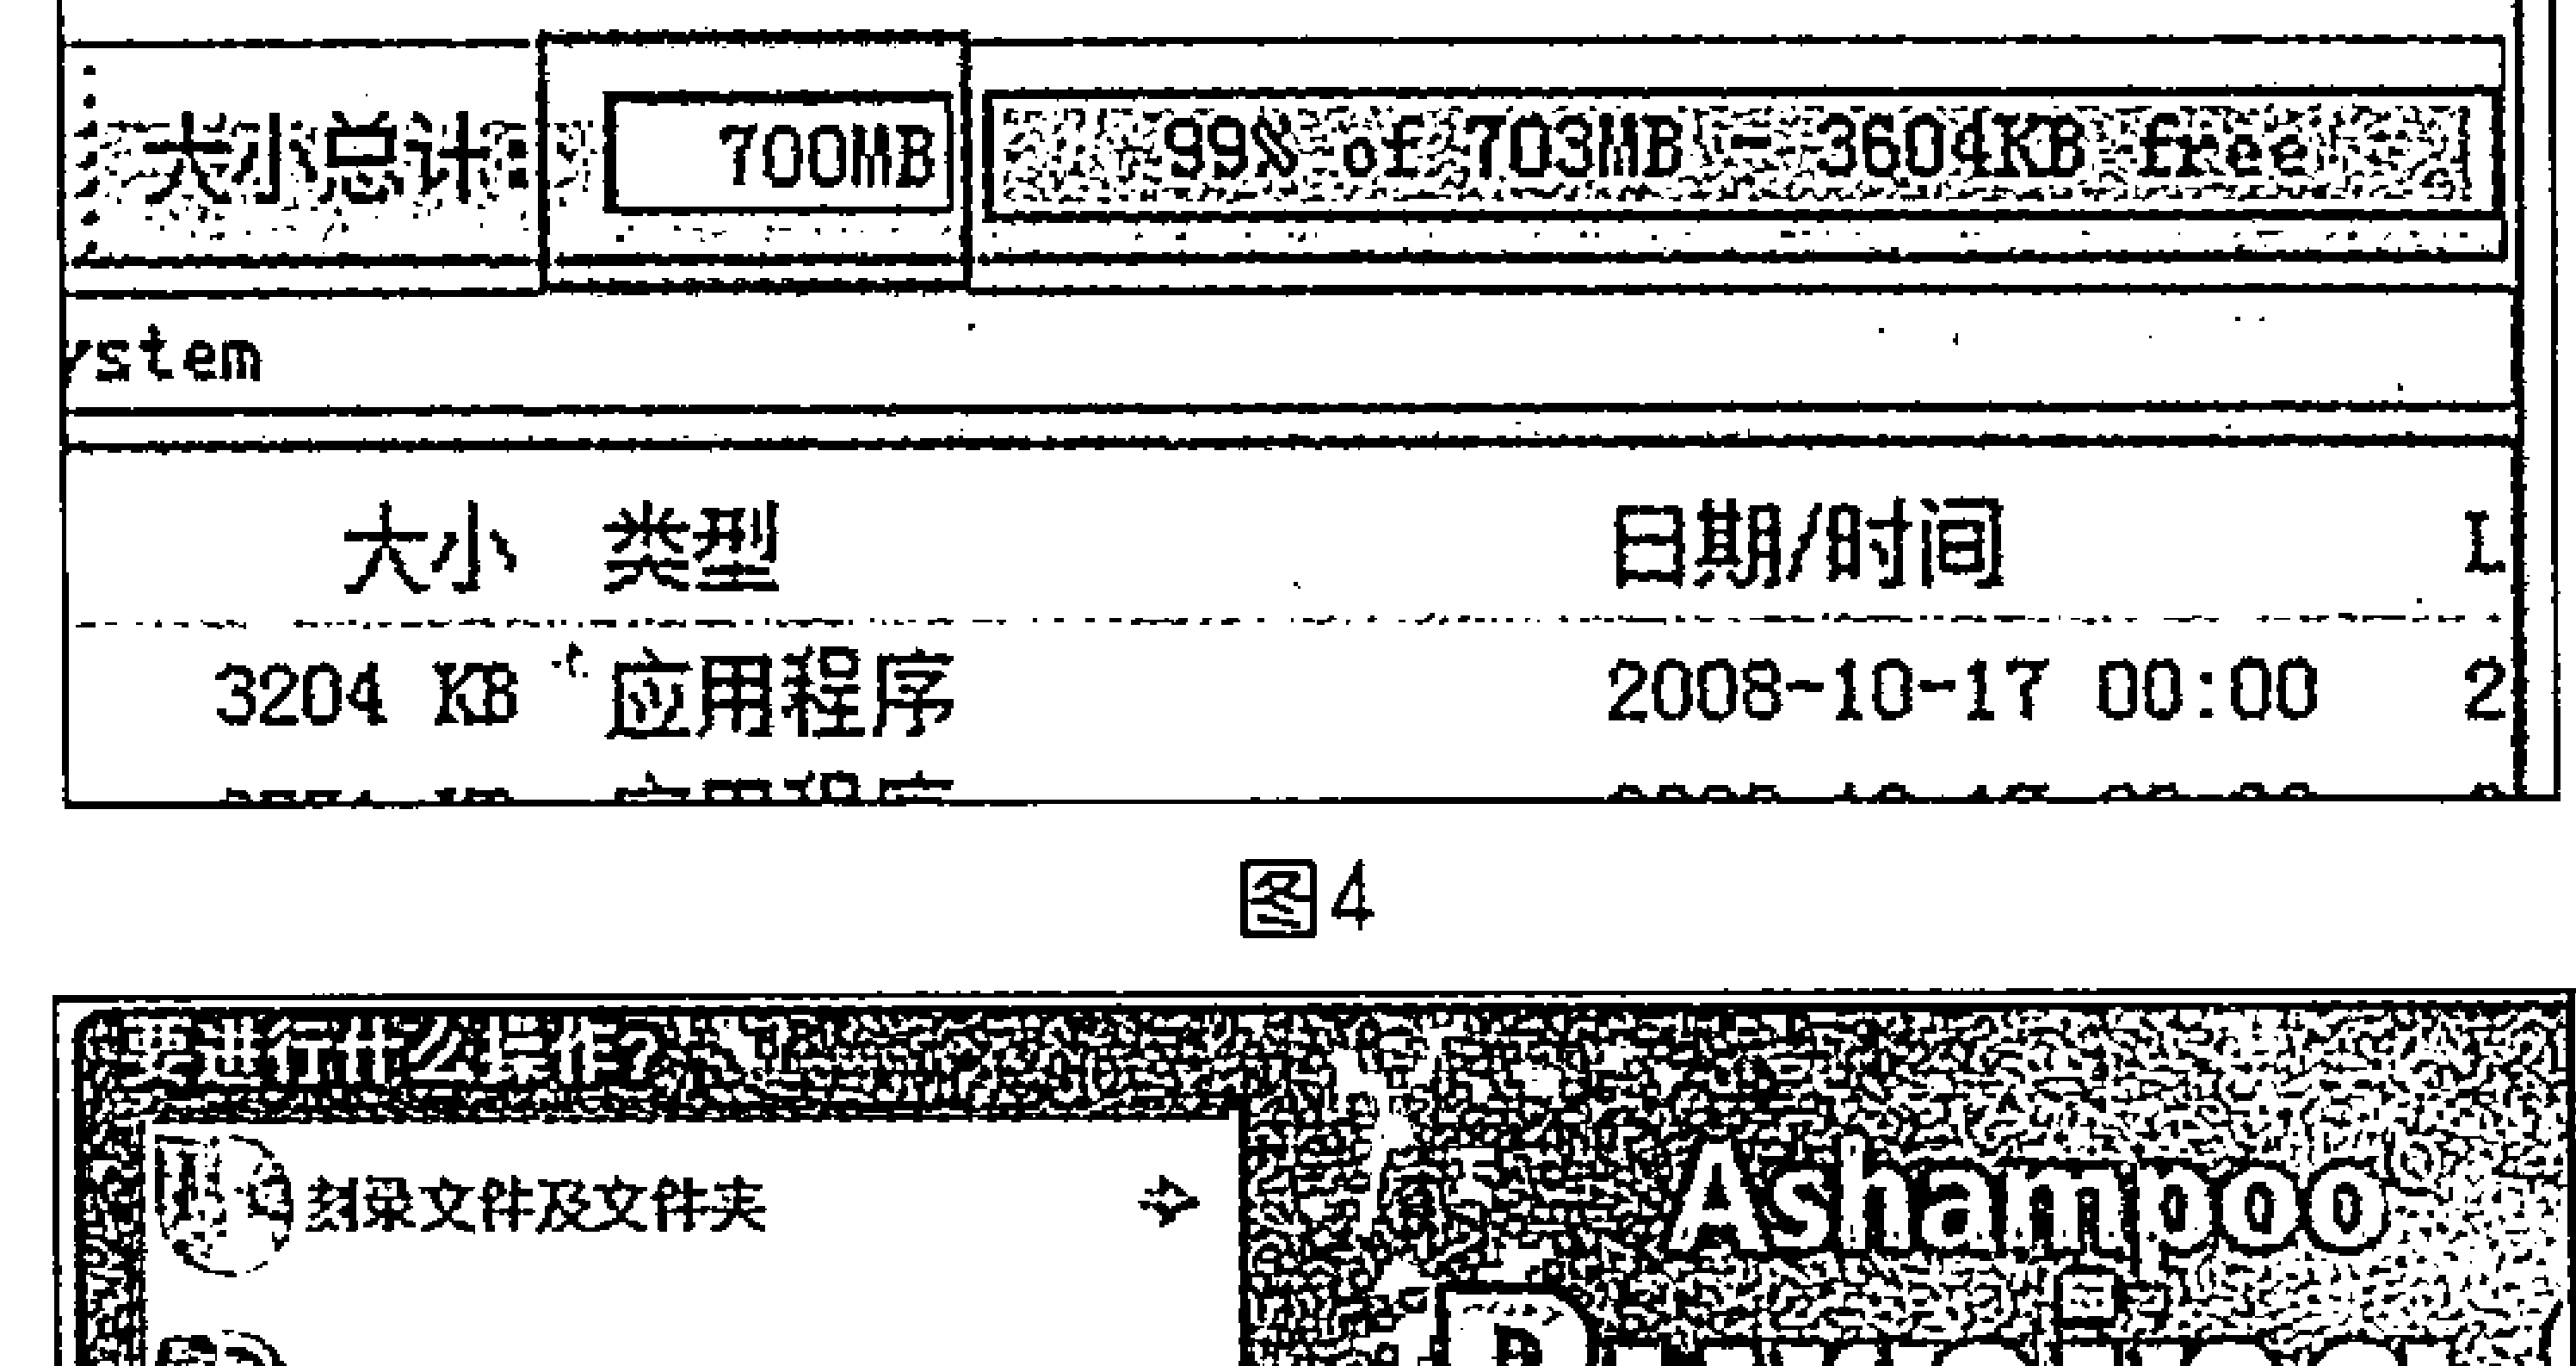 大小总计: 700MB 99% of 703MB - 3604KB free
ystem
大小 类型 日期/时间 L
3204 KB 应用程序 2008-10-17 00:00 2
图4
要进行什么操作?
刻录文件及文件夹
Ashampoo